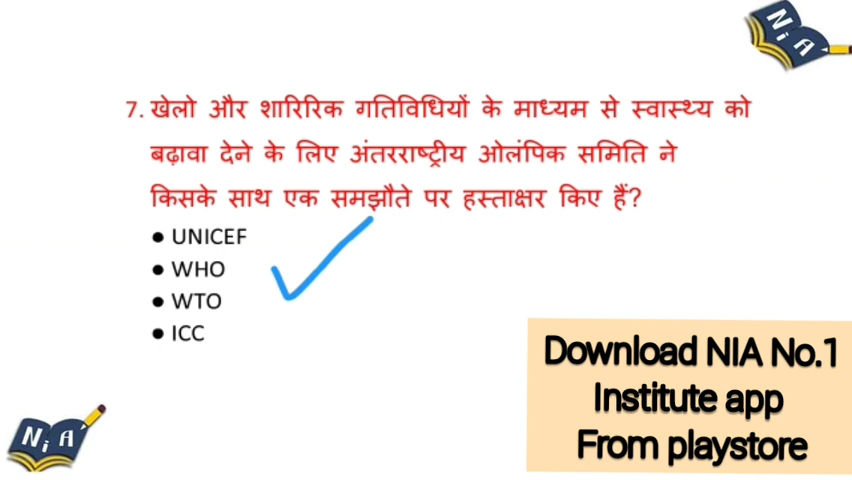 NiA
7. खेलो और शारिरिक गतिविधियों के माध्यम से स्वास्थ्य को
बढ़ावा देने के लिए अंतरराष्ट्रीय ओलंपिक समिति ने
किसके साथ एक समझौते पर हस्ताक्षर किए हैं?
● UNICEF
● WHO
● WTO
● ICC
Download NIA No.1
Institute app
From playstore
NiA